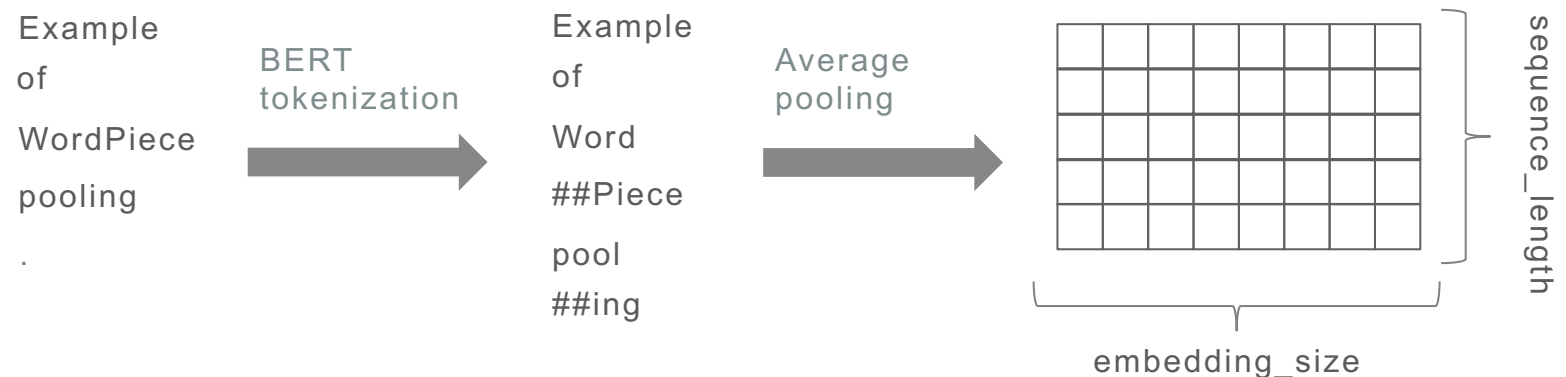 Example
of
WordPiece
pooling
.
BERT
tokenization
Example
of
Word
##Piece
pool
##ing
Average
pooling
sequence_length
embedding_size